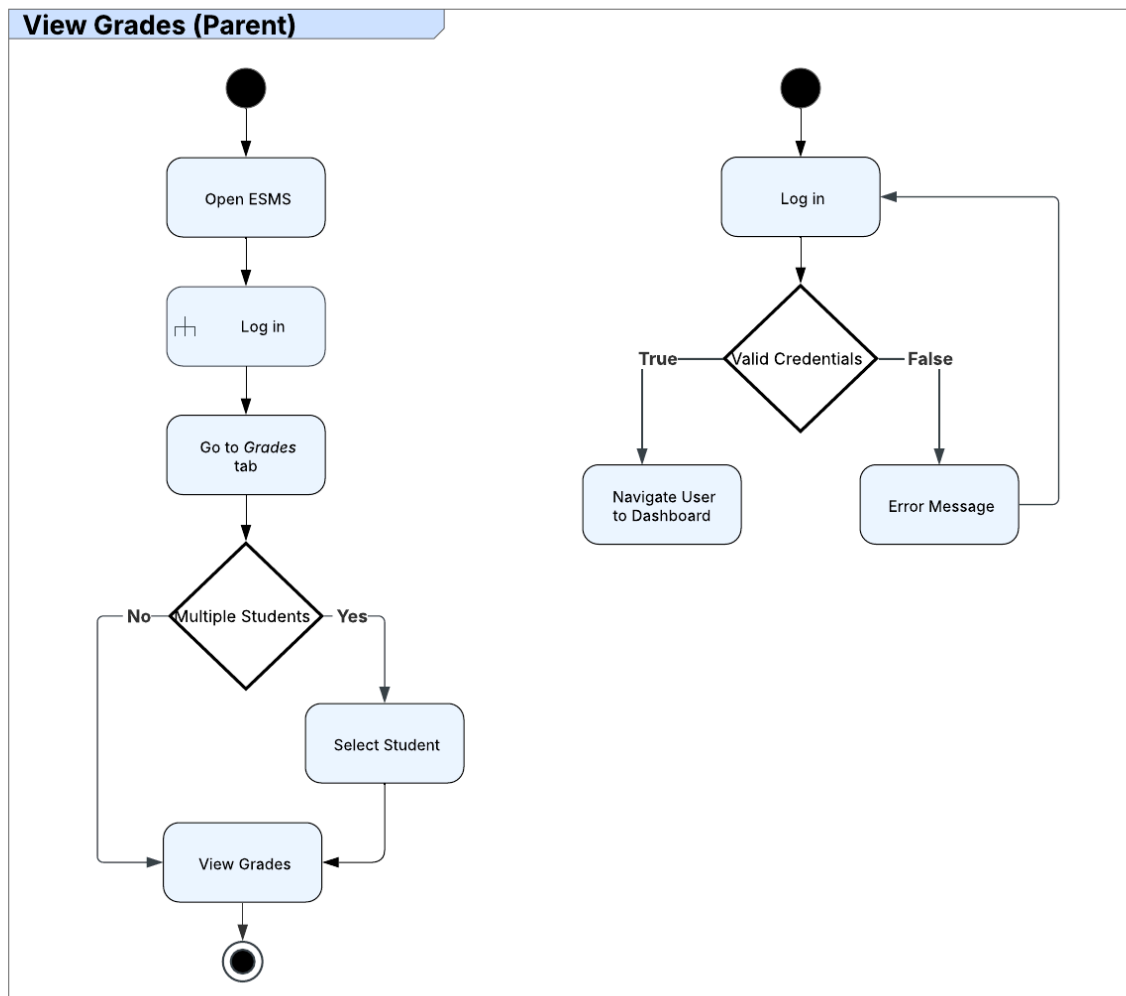 View Grades (Parent)
Open ESMS
Log in
Go to Grades
tab
Multiple Students
No
Yes
Select Student
View Grades
Log in
Valid Credentials
True
False
Navigate User
to Dashboard
Error Message